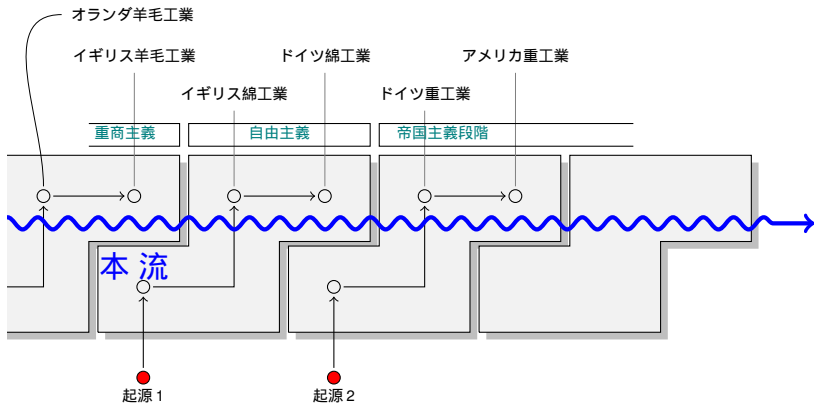 オランダ羊毛工業
イギリス羊毛工業
ドイツ綿工業
アメリカ重工業
イギリス綿工業
ドイツ重工業
重商主義
自由主義
帝国主義段階
本 流
起源 1
起源 2